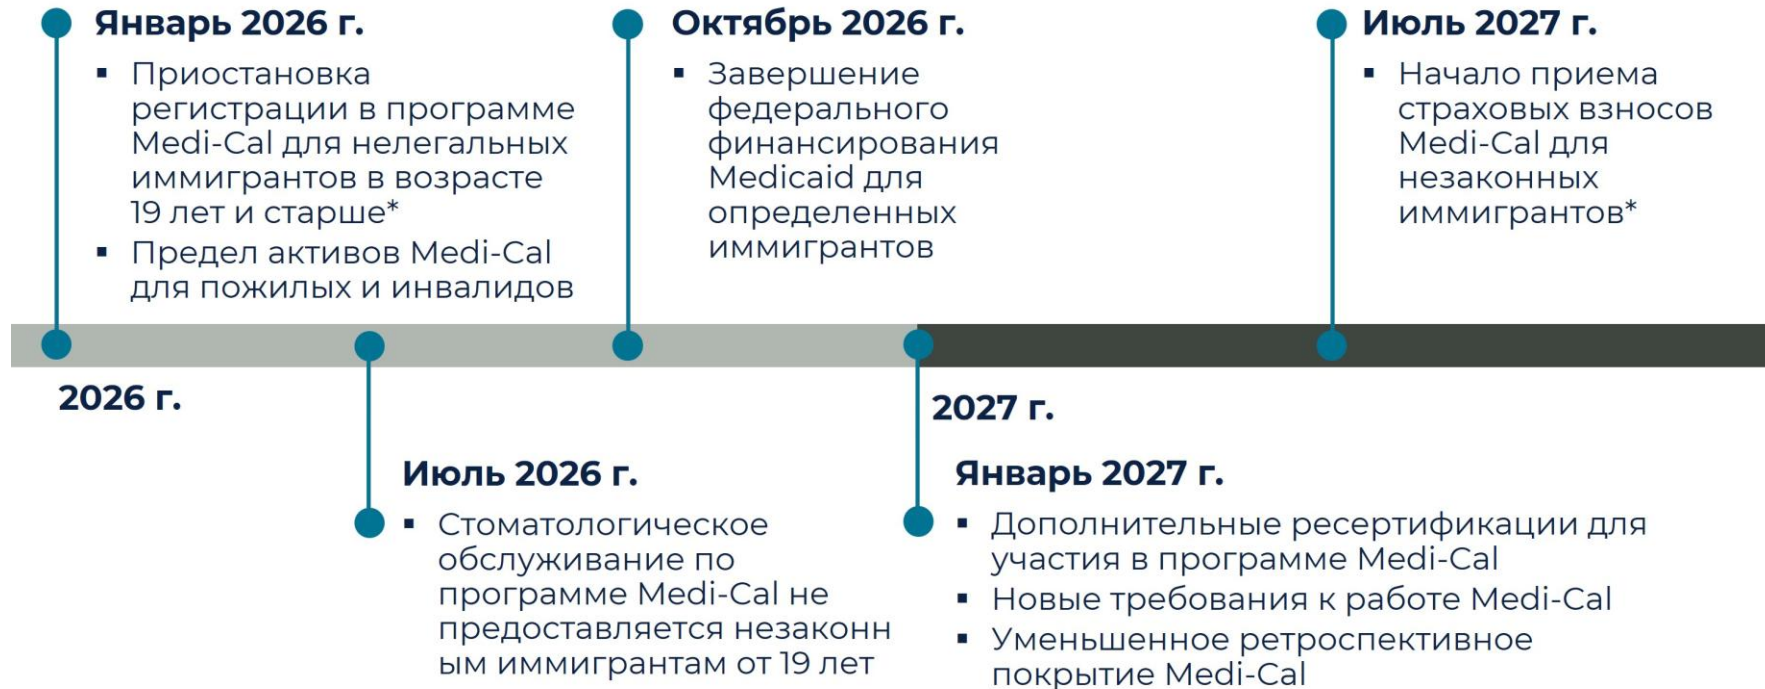 Январь 2026 г.
▪ Приостановка
регистрации в программе
Medi-Cal для нелегальных
иммигрантов в возрасте
19 лет и старше*
▪ Предел активов Medi-Cal
для пожилых и инвалидов
Октябрь 2026 г.
▪ Завершение
федерального
финансирования
Medicaid для
определенных
иммигрантов
Июль 2027 г.
▪ Начало приема
страховых взносов
Medi-Cal для
незаконных
иммигрантов*
2026 г.
2027 г.
Июль 2026 г.
▪ Стоматологическое
обслуживание по
программе Medi-Cal не
предоставляется незаконн
ым иммигрантам от 19 лет
Январь 2027 г.
▪ Дополнительные ресертификации для
участия в программе Medi-Cal
▪ Новые требования к работе Medi-Cal
▪ Уменьшенное ретроспективное
покрытие Medi-Cal